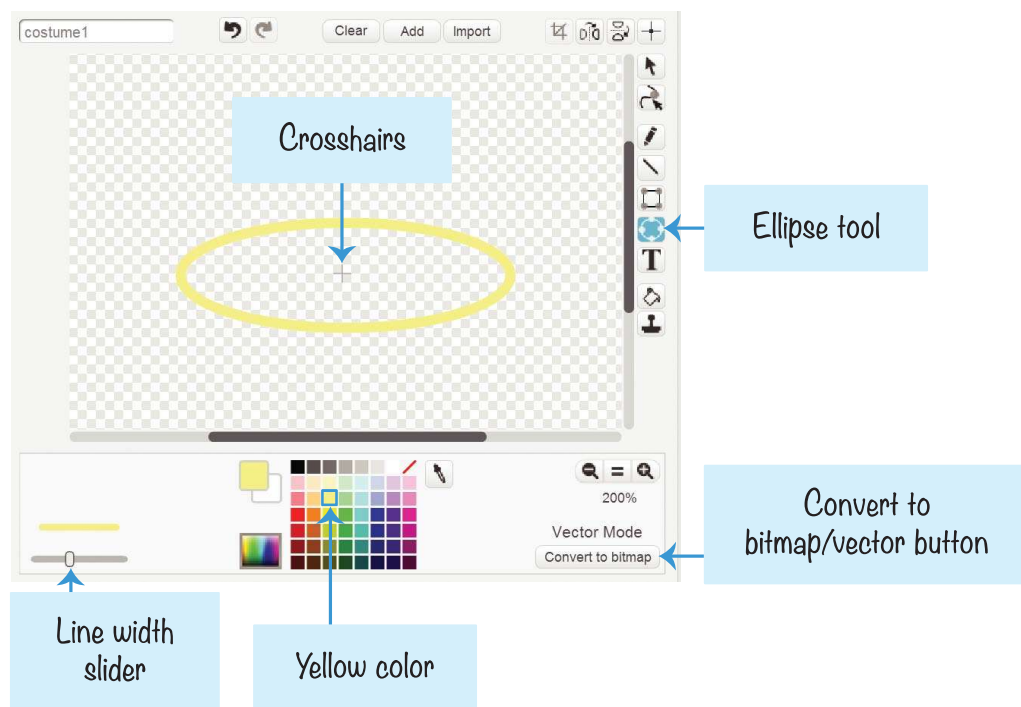 costume1
Clear
Add
Import
Crosshairs
Ellipse tool
T
200%
Vector Mode
Convert to bitmap
Convert to
bitmap/vector button
Line width
slider
Yellow color